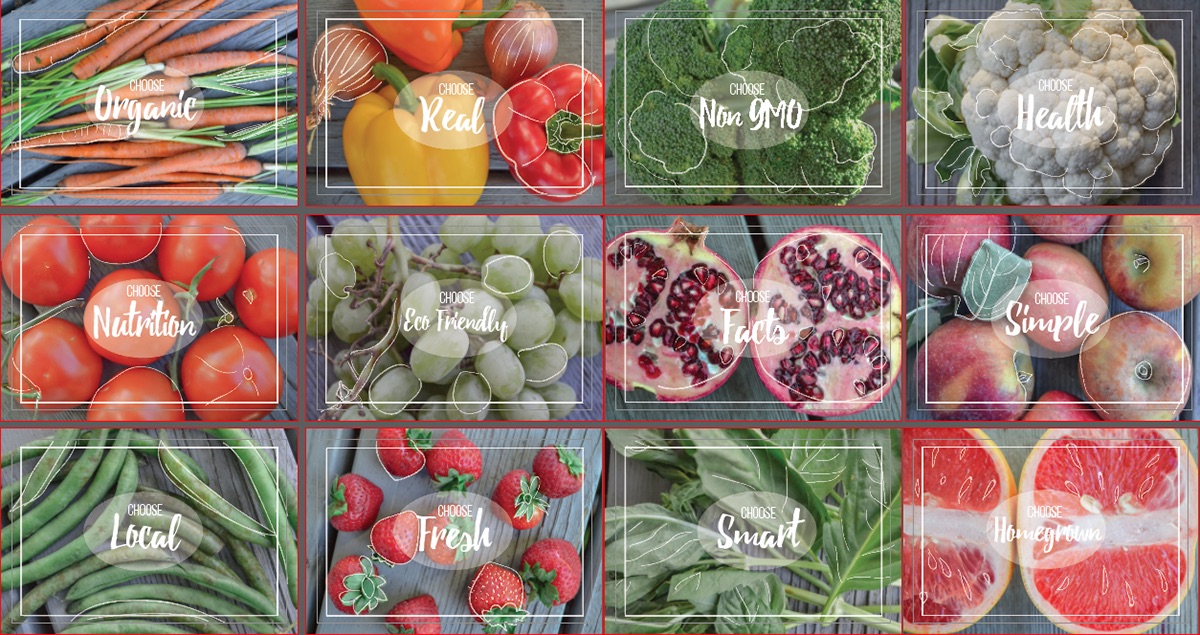 CHOOSE
Organic
CHOOSE
Real
CHOOSE
Non GMO
CHOOSE
Health
CHOOSE
Nutrition
CHOOSE
Eco Friendly
CHOOSE
Facts
CHOOSE
Simple
CHOOSE
Local
CHOOSE
Fresh
CHOOSE
Smart
CHOOSE
Homegrown